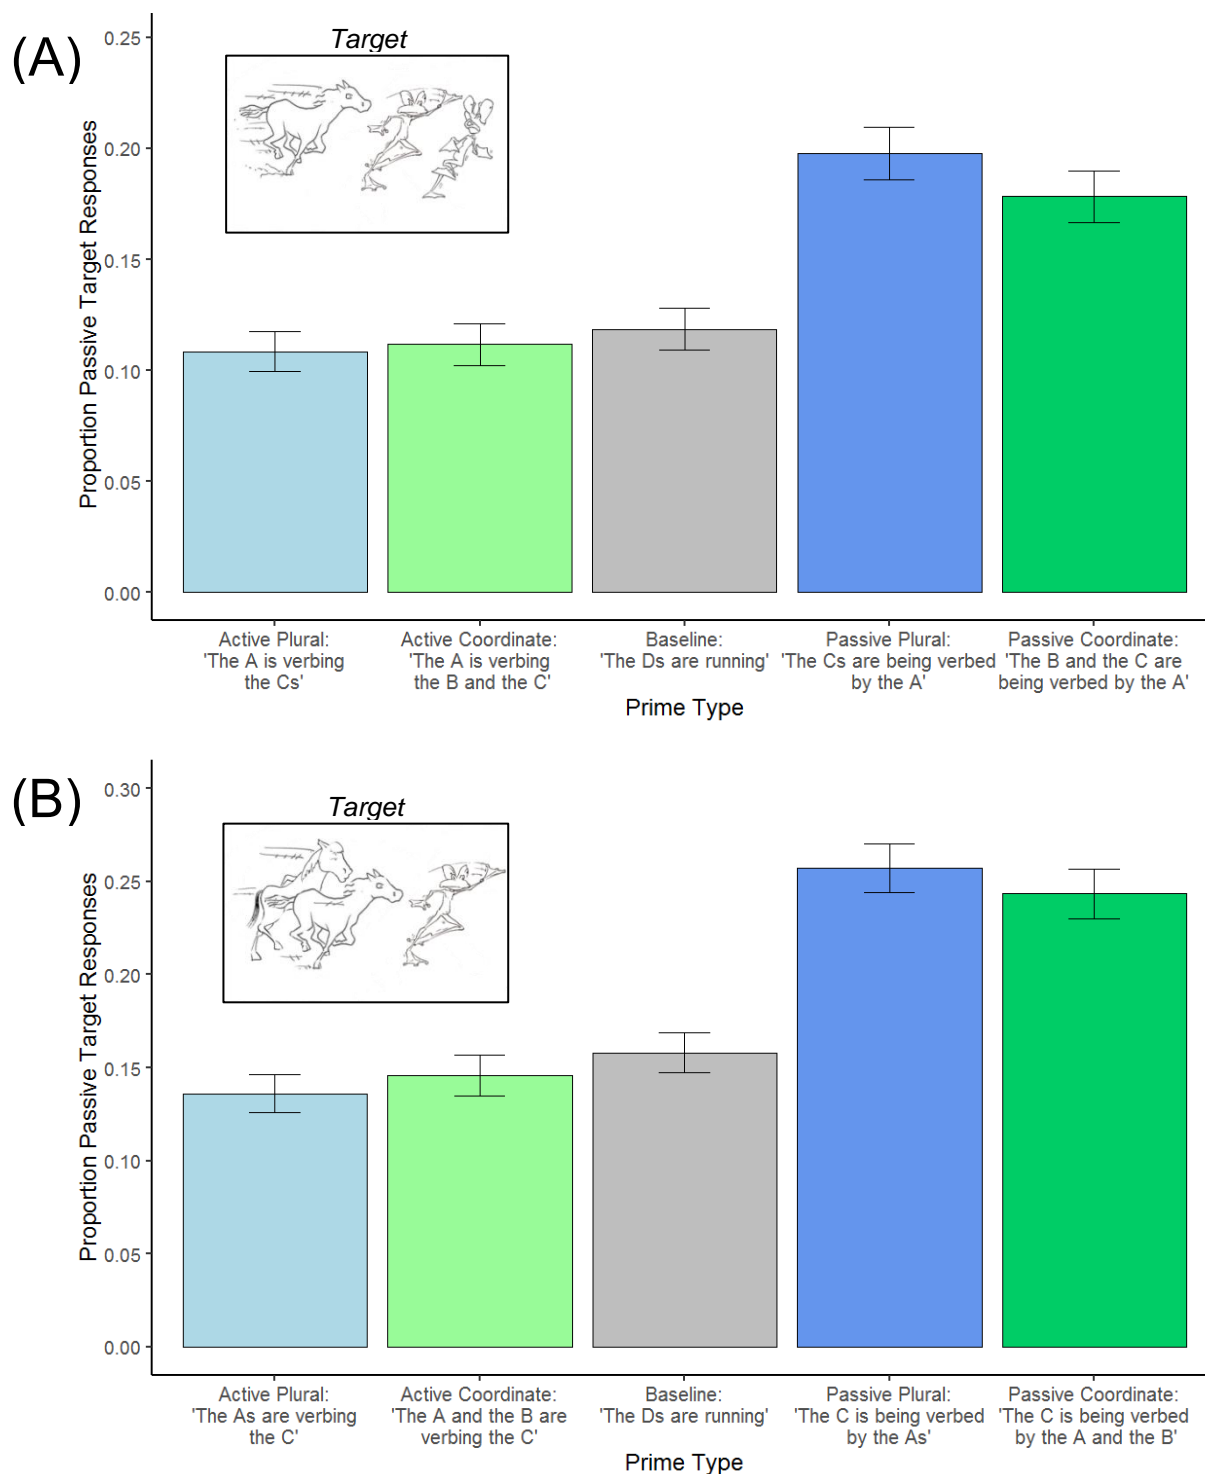 (A)
Target
0.25
0.20
0.15
0.10
0.05
0.00
Proportion Passive Target Responses
Active Plural:
'The A is verbing
the Cs'
Active Coordinate:
'The A is verbing
the B and the C'
Baseline:
'The Ds are running'
Passive Plural:
'The Cs are being verbed
by the A'
Passive Coordinate:
'The B and the C are
being verbed by the A'
Prime Type
(B)
Target
0.30
0.25
0.20
0.15
0.10
0.05
0.00
Proportion Passive Target Responses
Active Plural:
'The As are verbing
the C'
Active Coordinate:
'The A and the B are
verbing the C'
Baseline:
'The Ds are running'
Passive Plural:
'The C is being verbed
by the As'
Passive Coordinate:
'The C is being verbed
by the A and the B'
Prime Type